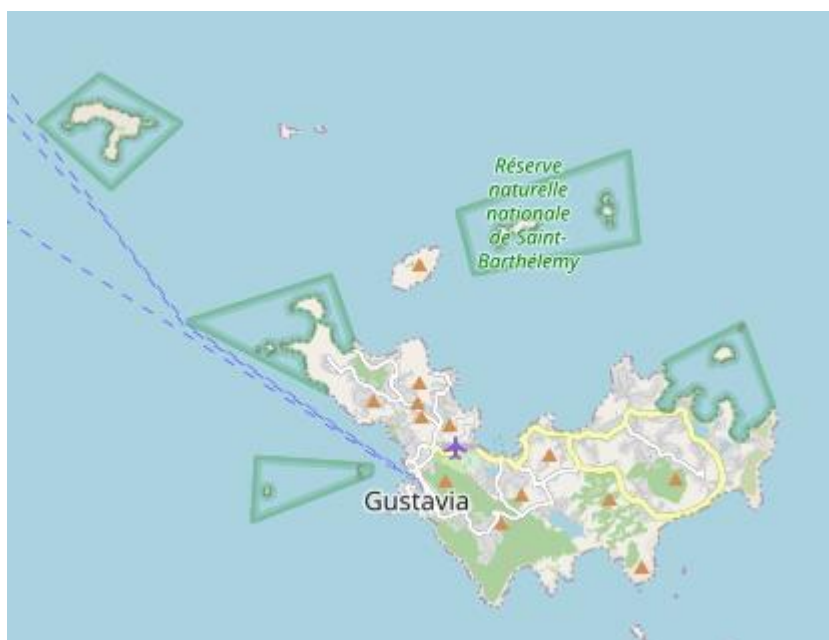 Réserve
naturelle
nationale
de Saint-
Barthélemy
Gustavia